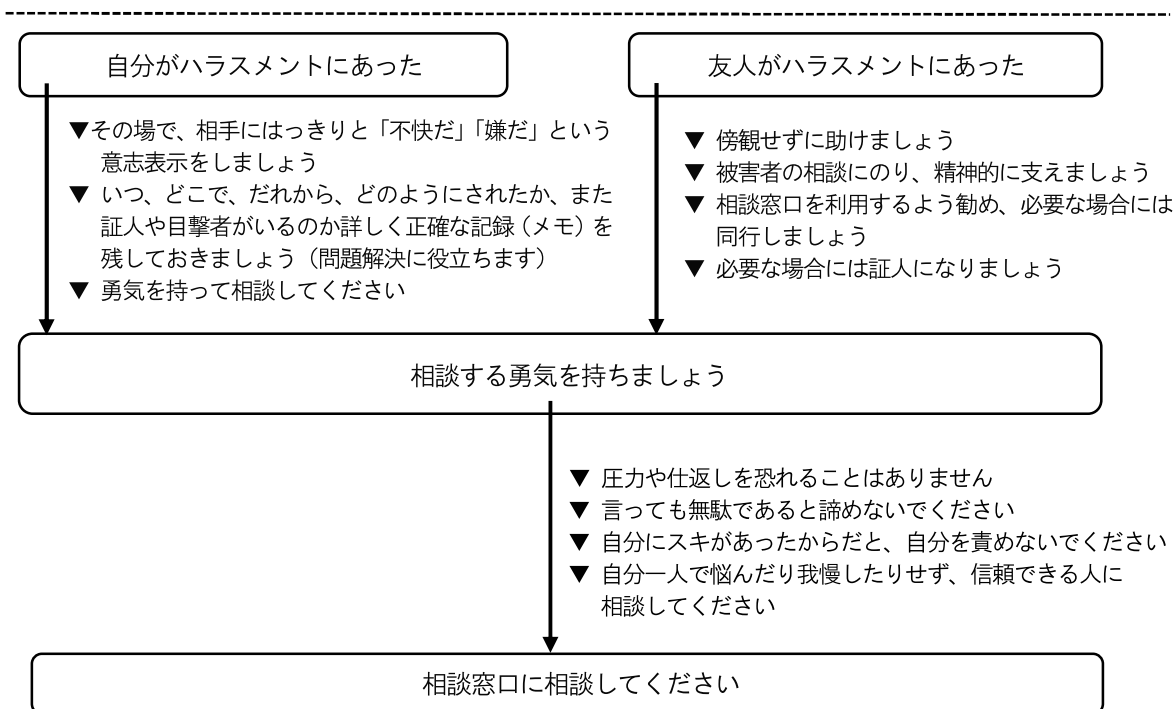 自分がハラスメントにあった
▼その場で、相手にはっきりと「不快だ」「嫌だ」という
意志表示をしましょう
▼ いつ、どこで、だれから、どのようにされたか、また
証人や目撃者がいるのか詳しく正確な記録(メモ)を
残しておきましょう(問題解決に役立ちます)
▼ 勇気を持って相談してください
友人がハラスメントにあった
▼ 傍観せずに助けましょう
▼ 被害者の相談にのり、精神的に支えましょう
▼ 相談窓口を利用するよう勧め、必要な場合には
同行しましょう
▼ 必要な場合には証人になりましょう
相談する勇気を持ちましょう
▼ 圧力や仕返しを恐れることはありません
▼ 言っても無駄であると諦めないでください
▼ 自分にスキがあったからだと、自分を責めないでください
▼ 自分一人で悩んだり我慢したりせず、信頼できる人に
相談してください
相談窓口に相談してください